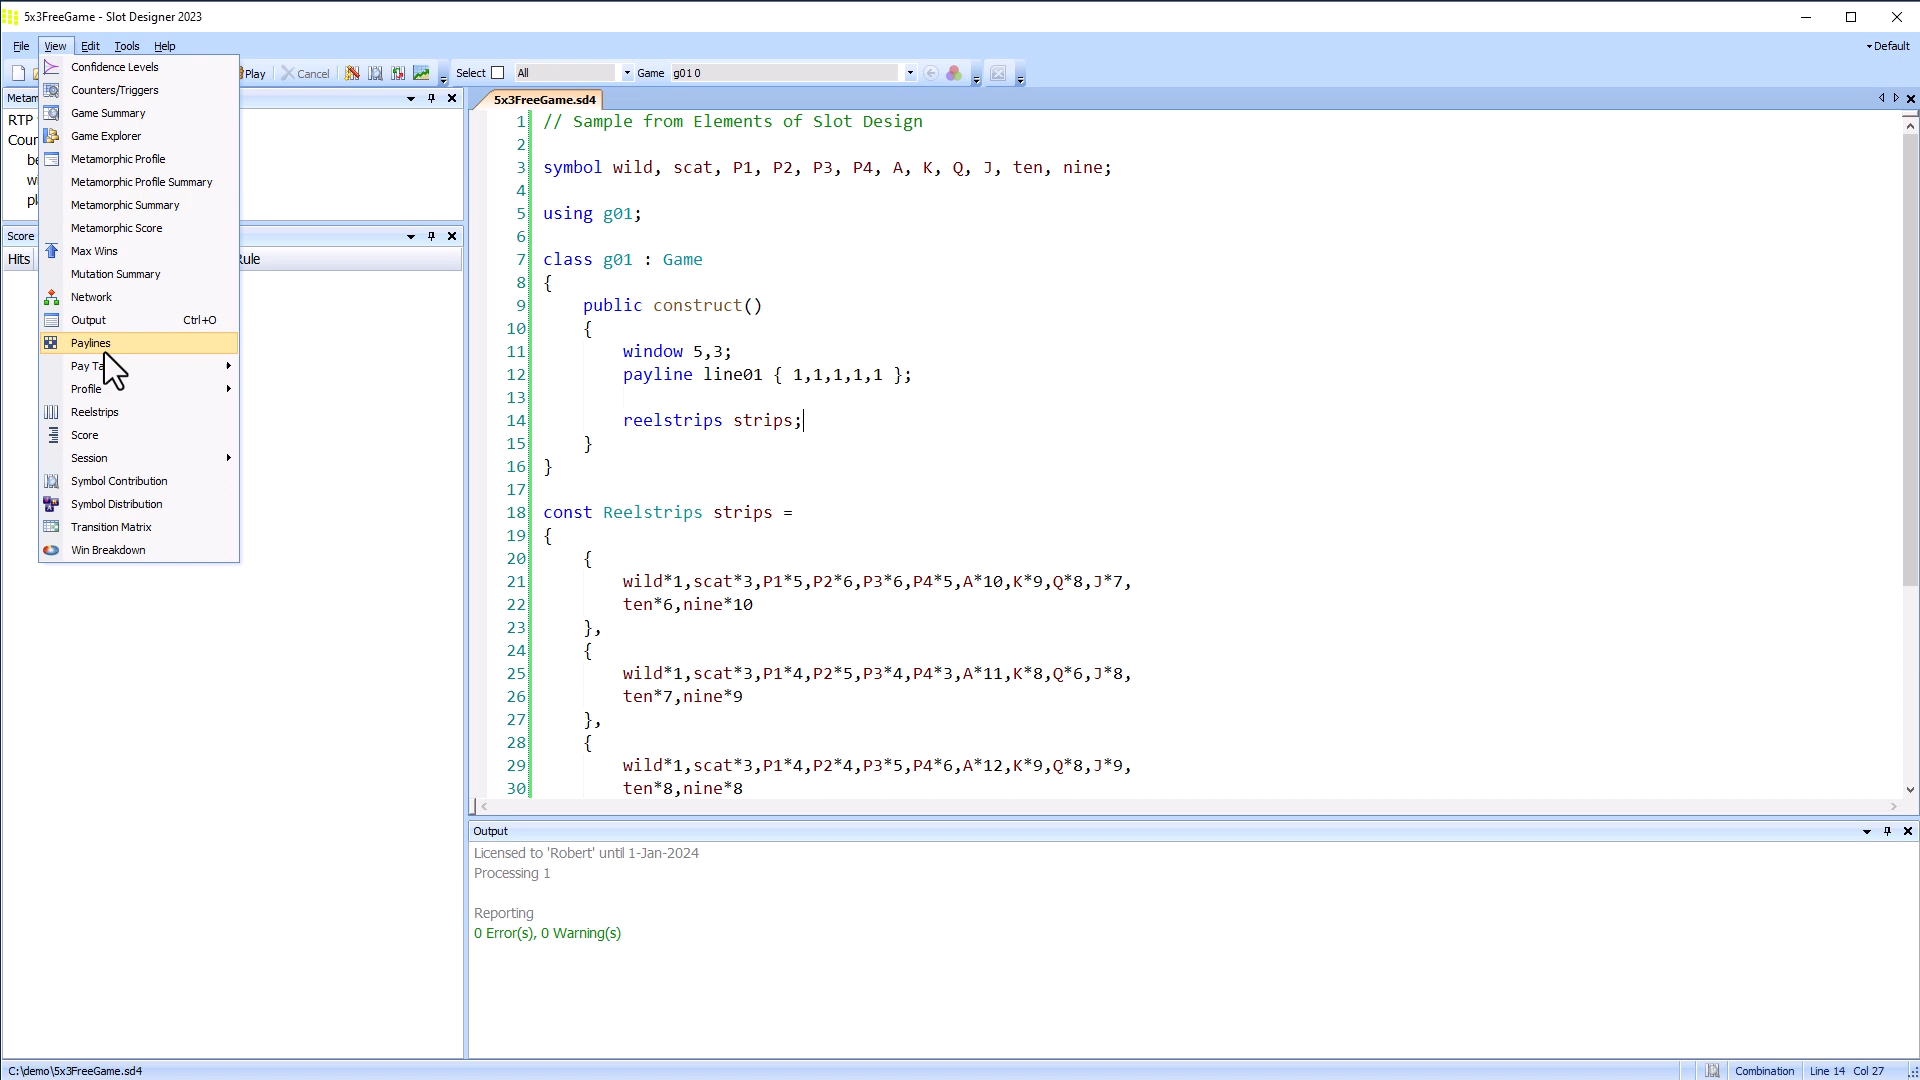 5x3FreeGame - Slot Designer 2023
File View Edit Tools Help
Default
Play Cancel Select All Game g01 0
RTP
Score
Hits
Confidence Levels
Counters/Triggers
Game Summary
Game Explorer
Metamorphic Profile
Metamorphic Profile Summary
Metamorphic Summary
Metamorphic Score
Max Wins
Mutation Summary
Network
Output Ctrl+O
Paylines
Pay Ta
Profile
Reelstrips
Score
Session
Symbol Contribution
Symbol Distribution
Transition Matrix
Win Breakdown
5x3FreeGame.sd4
1 // Sample from Elements of Slot Design
2
3 symbol wild, scat, P1, P2, P3, P4, A, K, Q, J, ten, nine;
4
5 using g01;
6
7 class g01 : Game
8 {
9 public construct()
10 {
11 window 5,3;
12 payline line01 { 1,1,1,1,1 };
13
14 reelstrips strips;
15 }
16 }
17
18 const Reelstrips strips =
19 {
20 {
21 wild*1,scat*3,P1*5,P2*6,P3*6,P4*5,A*10,K*9,Q*8,J*7,
22 ten*6,nine*10
23 },
24 {
25 wild*1,scat*3,P1*4,P2*5,P3*4,P4*3,A*11,K*8,Q*6,J*8,
26 ten*7,nine*9
27 },
28 {
29 wild*1,scat*3,P1*4,P2*4,P3*5,P4*6,A*12,K*9,Q*8,J*9,
30 ten*8,nine*8
Output
Licensed to 'Robert' until 1-Jan-2024
Processing 1
Reporting
0 Error(s), 0 Warning(s)
C:\demo\5x3FreeGame.sd4
Combination Line 14 Col 27